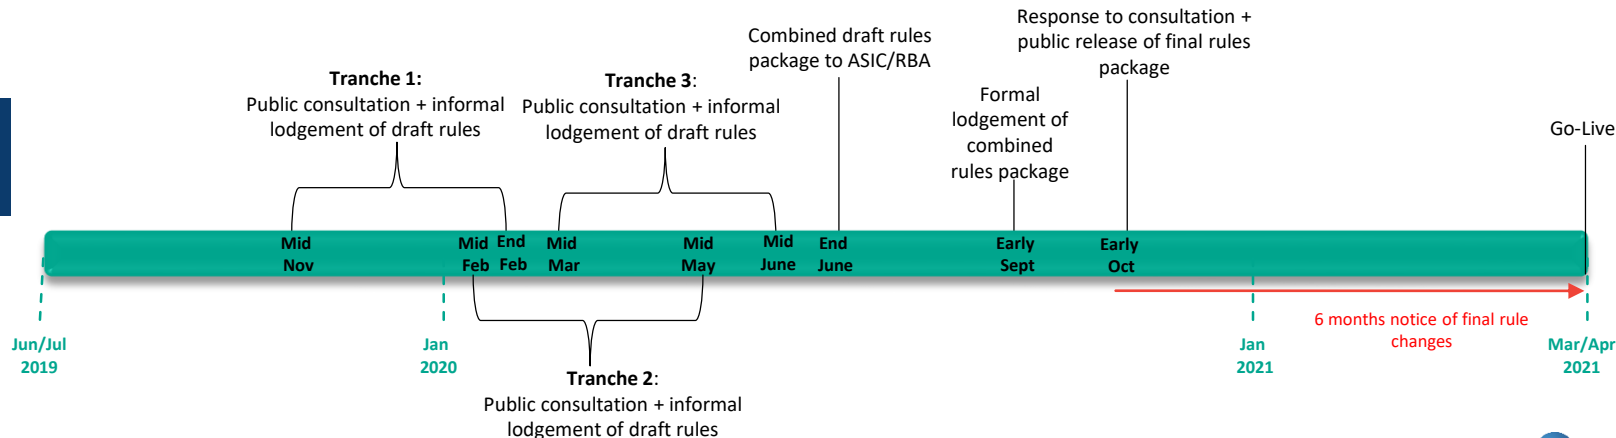 Response to consultation +
public release of final rules
package
Combined draft rules
package to ASIC/RBA
Tranche 1:
Public consultation + informal
lodgement of draft rules
Tranche 3:
Public consultation + informal
lodgement of draft rules
Formal
lodgement of
combined
rules package
Go-Live
Mid
Nov
Mid
Feb
End
Feb
Mid
Mar
Mid
May
Mid
June
End
June
Early
Sept
Early
Oct
6 months notice of final rule
changes
Jun/Jul
2019
Jan
2020
Jan
2021
Mar/Apr
2021
Tranche 2:
Public consultation + informal
lodgement of draft rules